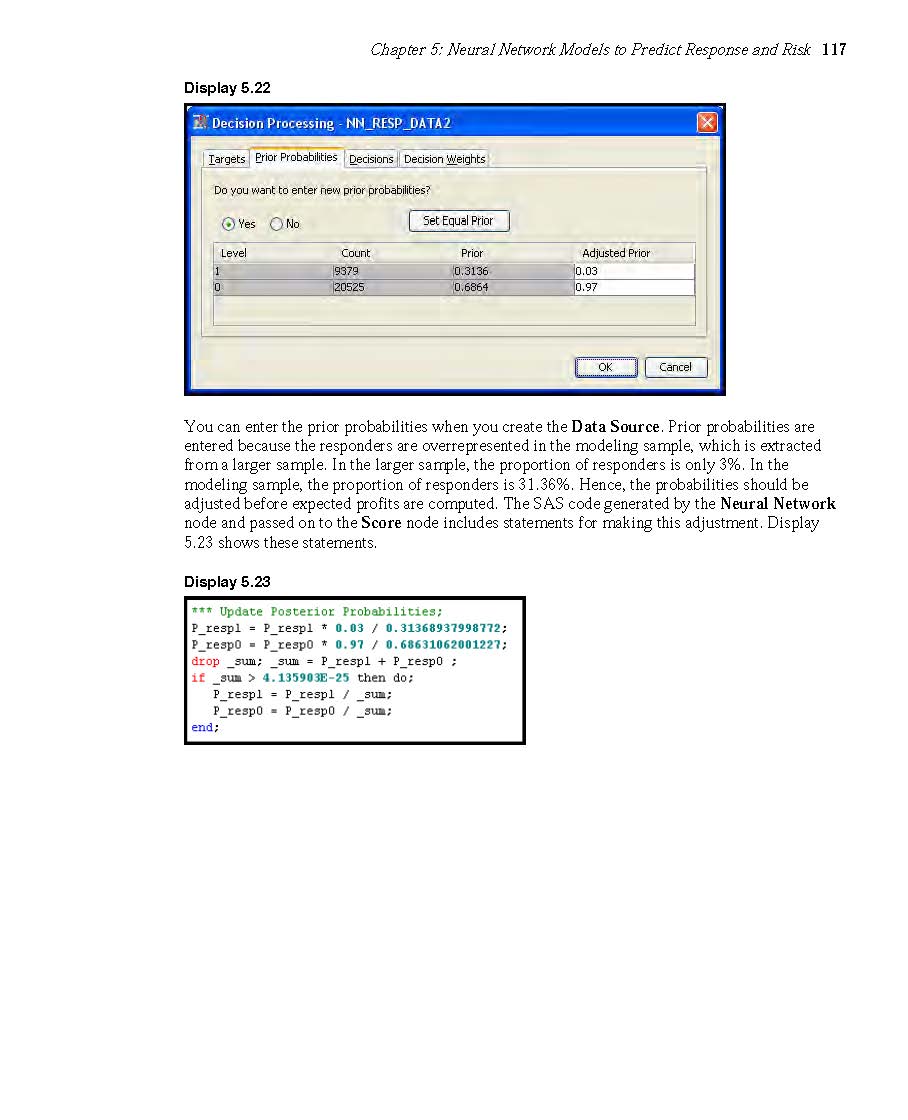 Chapter 5: Neural Network Models to Predict Response and Risk 117
Display 5.22
Decision Processing - NN_RESP_DATA2
Targets Prior Probabilities Decisions Decision Weights
Do you want to enter new prior probabilities?
Yes No Set Equal Prior
Level Count Prior Adjusted Prior
1 9379 0.3136 0.03
0 20525 0.6864 0.97
OK Cancel
You can enter the prior probabilities when you create the Data Source. Prior probabilities are
entered because the responders are overrepresented in the modeling sample, which is extracted
from a larger sample. In the larger sample, the proportion of responders is only 3%. In the
modeling sample, the proportion of responders is 31.36%. Hence, the probabilities should be
adjusted before expected profits are computed. The SAS code generated by the Neural Network
node and passed on to the Score node includes statements for making this adjustment. Display
5.23 shows these statements.
Display 5.23
*** Update Posterior Probabilities;
P_resp1 = P_resp1 * 0.03 / 0.31368937998772;
P_resp0 = P_resp0 * 0.97 / 0.68631062001227;
drop _sum; _sum = P_resp1 + P_resp0 ;
if _sum > 4.135903E-25 then do;
P_resp1 = P_resp1 / _sum;
P_resp0 = P_resp0 / _sum;
end;